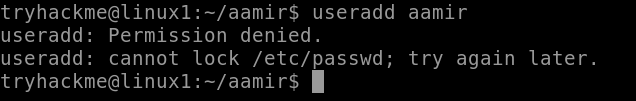 tryhackme@linux1:~/aamir$ useradd aamir
useradd: Permission denied.
useradd: cannot lock /etc/passwd; try again later.
tryhackme@linux1:~/aamir$